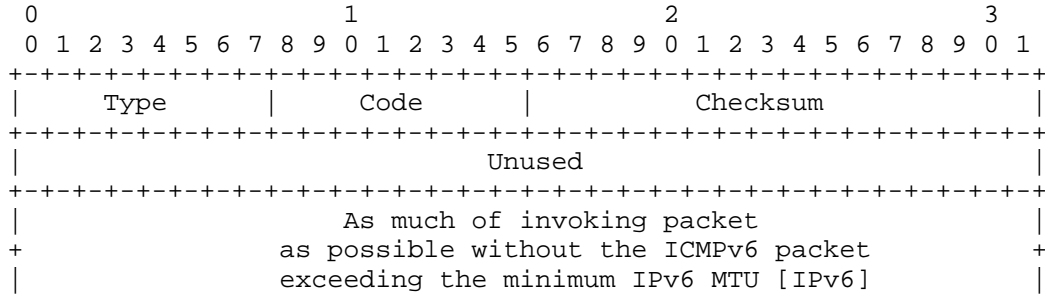 0                   1                   2                   3
 0 1 2 3 4 5 6 7 8 9 0 1 2 3 4 5 6 7 8 9 0 1 2 3 4 5 6 7 8 9 0 1
+-+-+-+-+-+-+-+-+-+-+-+-+-+-+-+-+-+-+-+-+-+-+-+-+-+-+-+-+-+-+-+-+
|     Type      |     Code      |          Checksum             |
+-+-+-+-+-+-+-+-+-+-+-+-+-+-+-+-+-+-+-+-+-+-+-+-+-+-+-+-+-+-+-+-+
|                             Unused                            |
+-+-+-+-+-+-+-+-+-+-+-+-+-+-+-+-+-+-+-+-+-+-+-+-+-+-+-+-+-+-+-+-+
|                    As much of invoking packet                 |
+                as possible without the ICMPv6 packet          +
|                exceeding the minimum IPv6 MTU [IPv6]          |